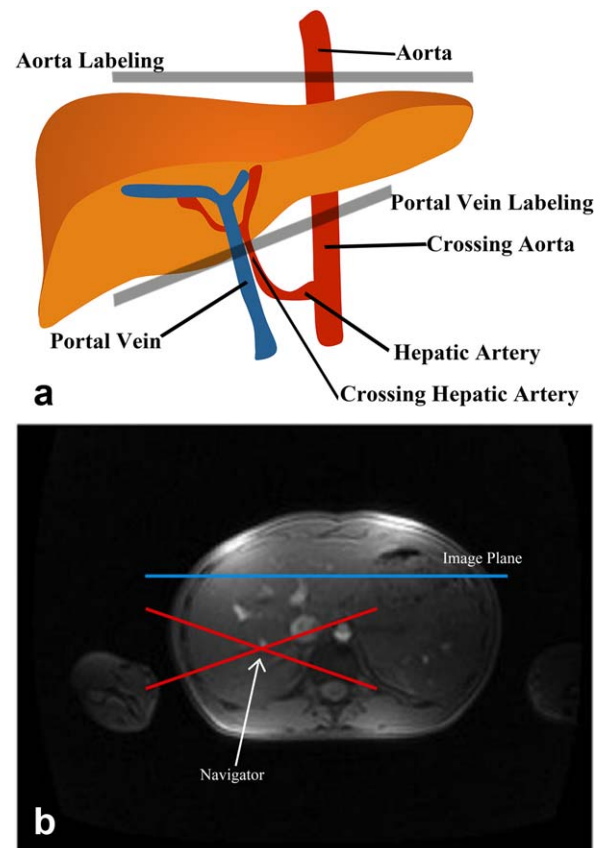 Aorta Labeling
Aorta
Portal Vein Labeling
Crossing Aorta
Portal Vein
Hepatic Artery
Crossing Hepatic Artery
a
Image Plane
Navigator
b